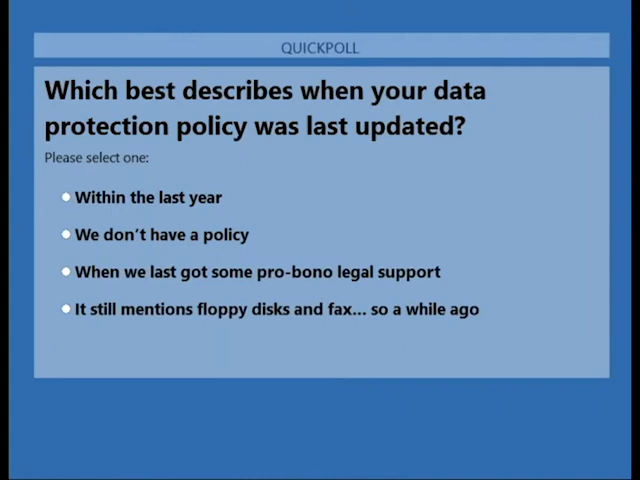 QUICKPOLL
Which best describes when your data
protection policy was last updated?
Please select one:
Within the last year
We don't have a policy
When we last got some pro-bono legal support
It still mentions floppy disks and fax... so a while ago